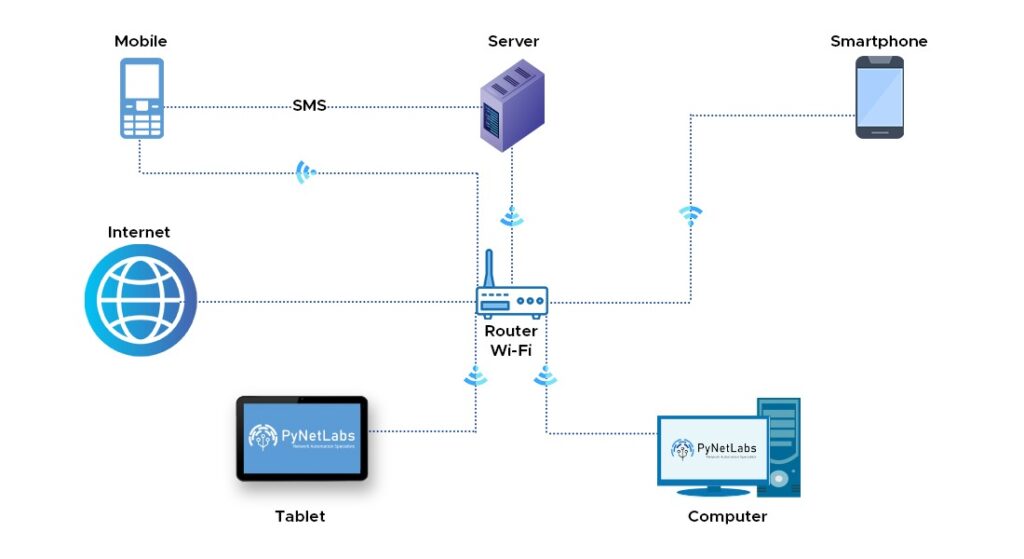 Mobile
Server
Smartphone
SMS
Internet
Router
Wi-Fi
PyNetLabs
Network Automation Specialists
PyNetLabs
Network Automation Specialists
Tablet
Computer